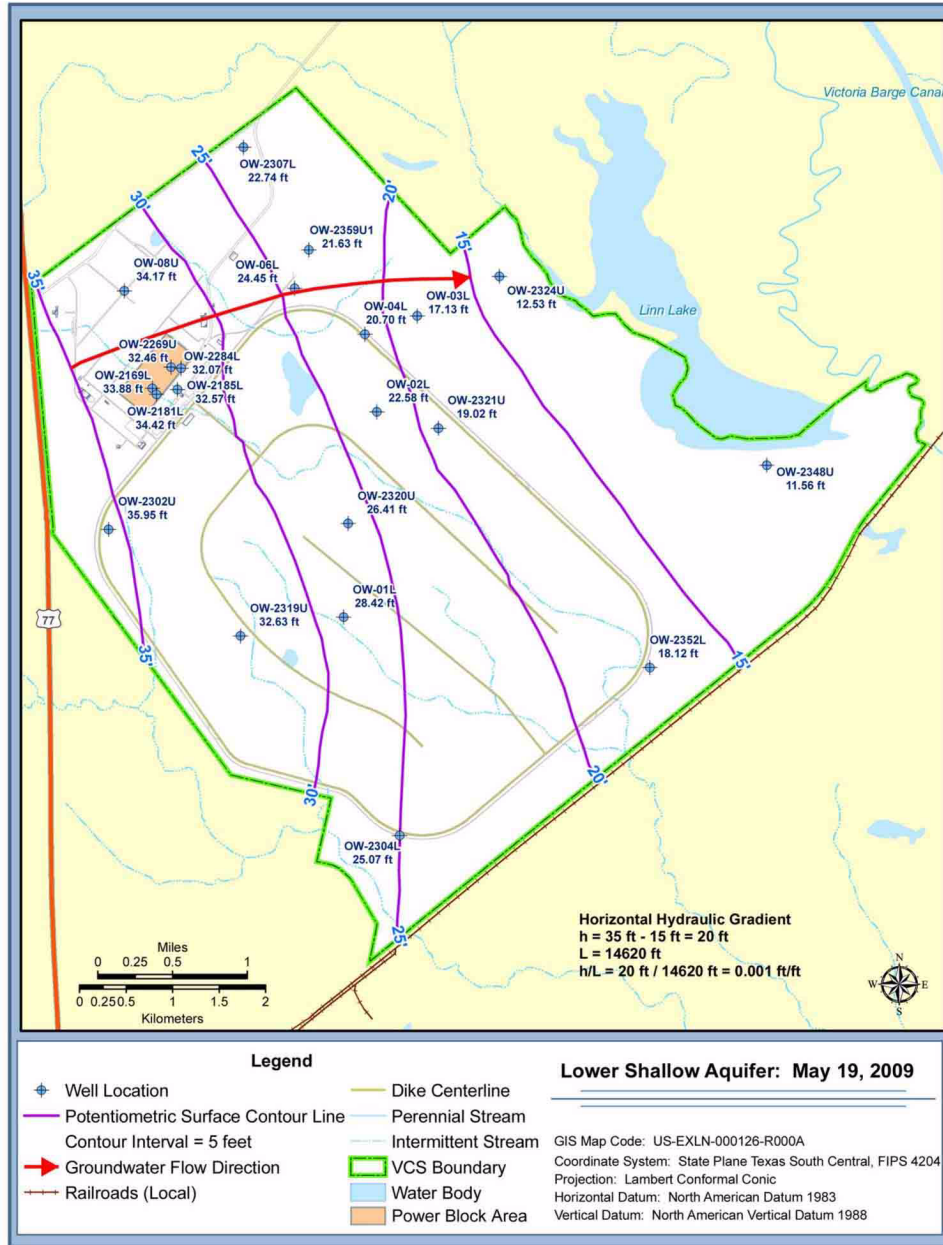 Victoria Barge Canal
OW-2307L
22.74 ft
25'
30'
20'
OW-2359U1
21.63 ft
15'
35'
OW-08U
34.17 ft
OW-06L
24.45 ft
OW-2324U
12.53 ft
OW-03L
17.13 ft
OW-04L
20.70 ft
Linn Lake
OW-2269U
32.46 ft
OW-2284L
32.07 ft
OW-2169L
33.88 ft
OW-2185L
32.57 ft
OW-2181L
34.42 ft
OW-02L
22.58 ft
OW-2321U
19.02 ft
OW-2348U
11.56 ft
OW-2302U
35.95 ft
OW-2320U
26.41 ft
OW-01L
28.42 ft
OW-2319U
32.63 ft
77
35'
OW-2352L
18.12 ft
15'
20'
30'
OW-2304L
25.07 ft
25'
Miles
0 0.25 0.5 1
0 0.25 0.5 1 1.5 2
Kilometers
Horizontal Hydraulic Gradient
h = 35 ft - 15 ft = 20 ft
L = 14620 ft
h/L = 20 ft / 14620 ft = 0.001 ft/ft
N
W E
S
Legend
Well Location
Potentiometric Surface Contour Line
Contour Interval = 5 feet
Groundwater Flow Direction
Railroads (Local)
Dike Centerline
Perennial Stream
Intermittent Stream
VCS Boundary
Water Body
Power Block Area
Lower Shallow Aquifer: May 19, 2009
GIS Map Code: US-EXLN-000126-R000A
Coordinate System: State Plane Texas South Central, FIPS 4204
Projection: Lambert Conformal Conic
Horizontal Datum: North American Datum 1983
Vertical Datum: North American Vertical Datum 1988